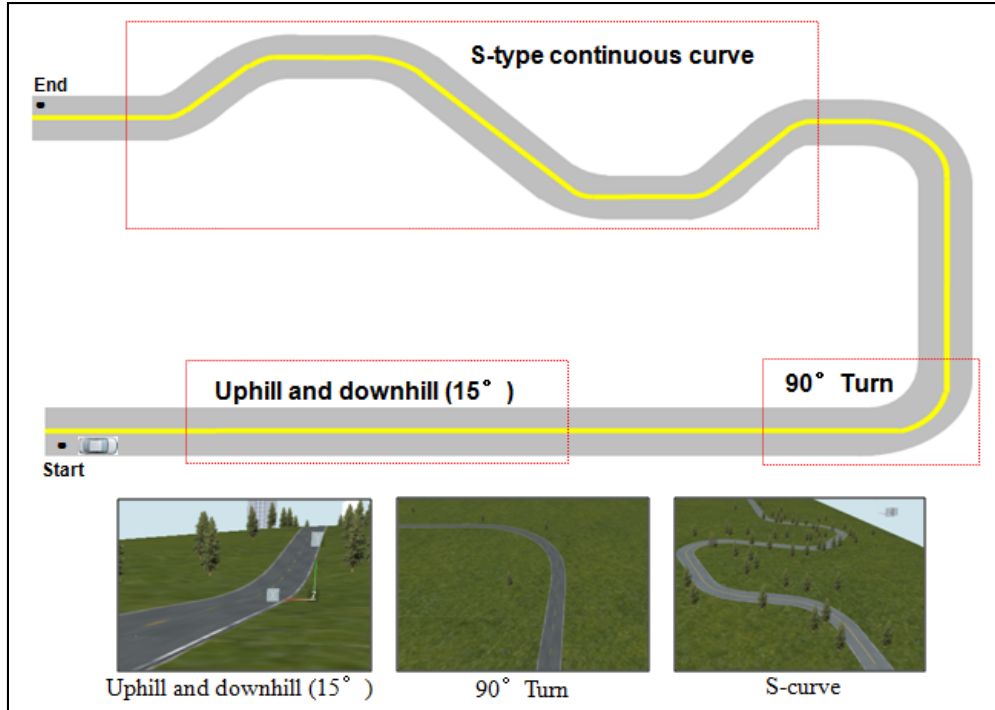 S-type continuous curve
End
Uphill and downhill (15°)
90° Turn
Start
Uphill and downhill (15°)
90° Turn
S-curve